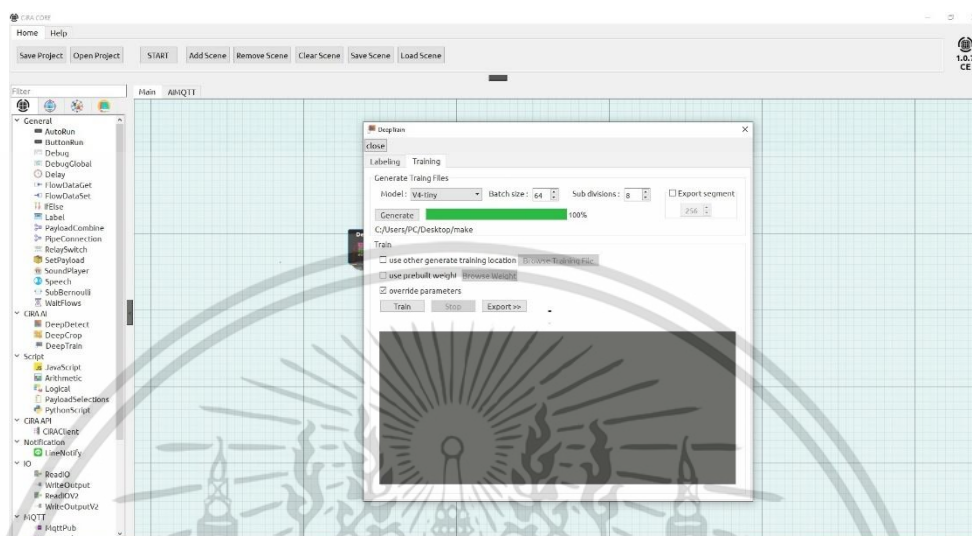 CiRA CORE
Home Help
Save Project Open Project START Add Scene Remove Scene Clear Scene Save Scene Load Scene
1.0.
CE
Filter
Main AIMQTT
General
AutoRun
ButtonRun
Debug
DebugGlobal
Delay
FlowDataGet
FlowDataSet
IfElse
Label
PayloadCombine
PipeConnection
RelaySwitch
SetPayload
SoundPlayer
Speech
SubBernoulli
WaitFlows
CiRA AI
DeepDetect
DeepCrop
DeepTrain
Script
JavaScript
Arithmetic
Logical
PayloadSelections
PythonScript
CiRA API
CiRAClient
Notification
LineNotify
IO
ReadIO
WriteOutput
ReadIOV2
WriteOutputV2
MQTT
MqttPub
DeepTrain
close
Labeling Training
Generate Traing Files
Model: V4-tiny Batch size: 64 Sub divisions: 8 Export segment
256
Generate 100%
C:/Users/PC/Desktop/make
Train
use other generate training location Browse Training File
use prebuilt weight Browse Weight
override parameters
Train Stop Export >>